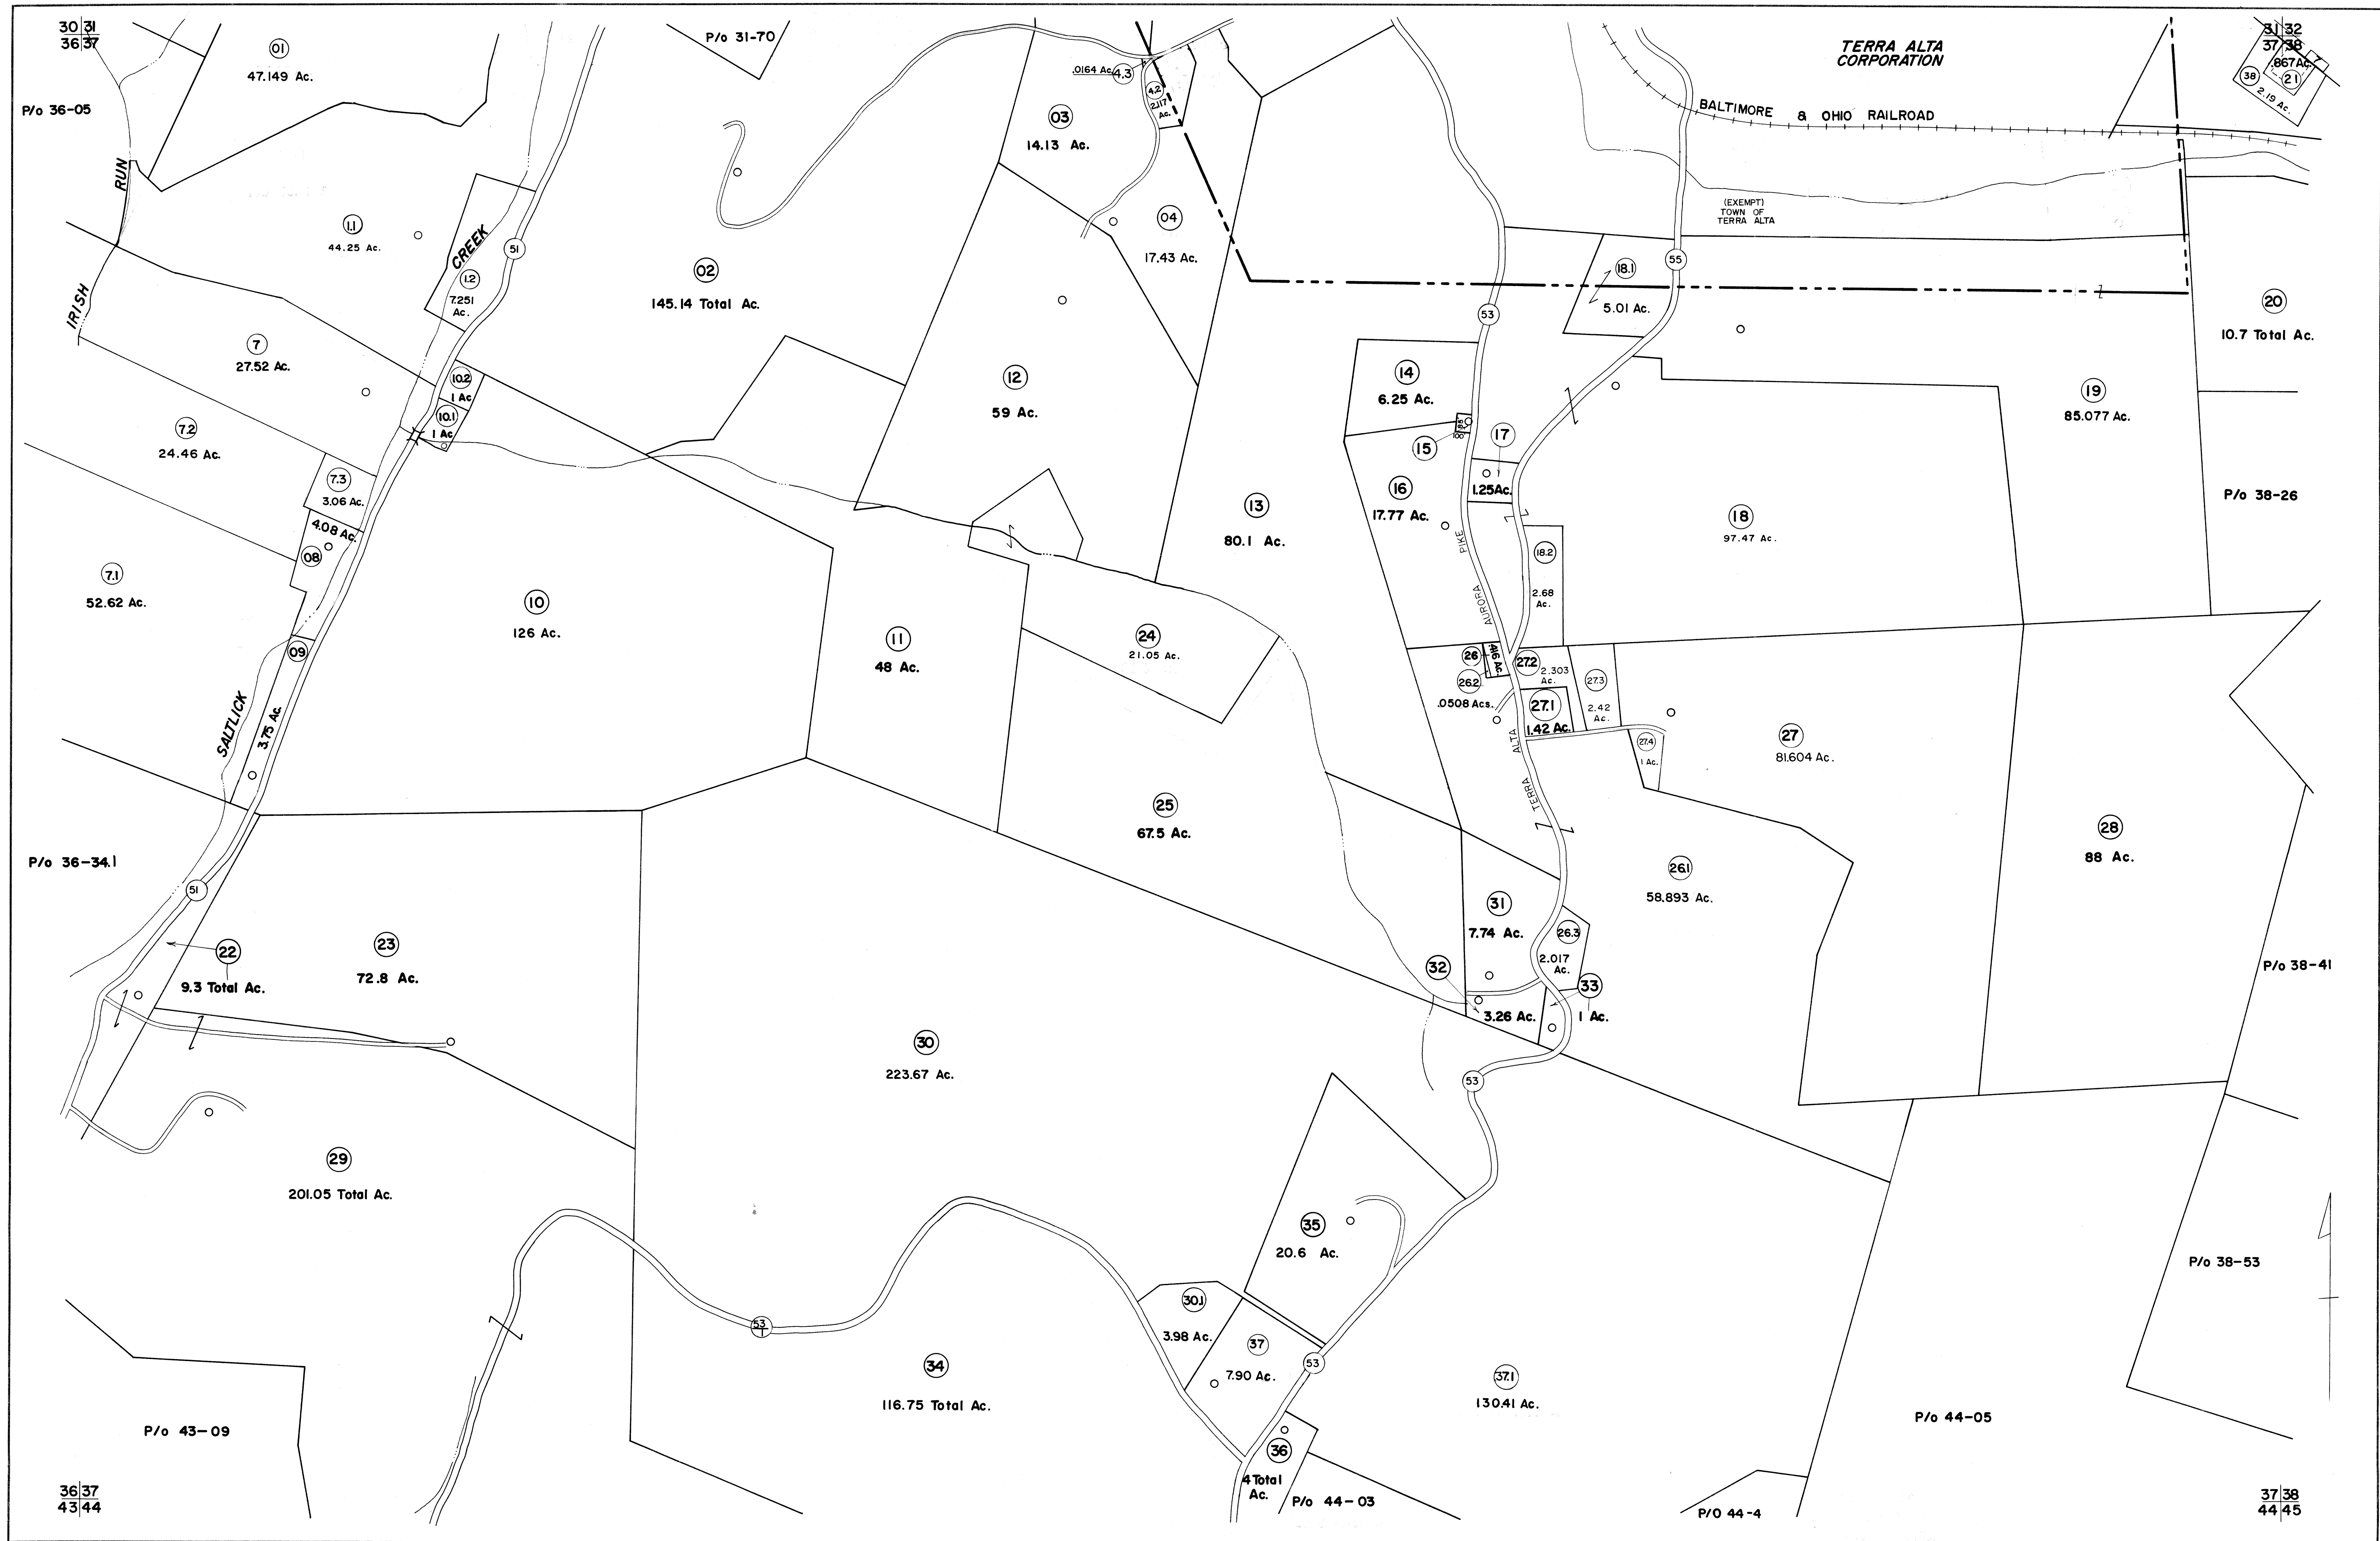 30 31
36 37
01
47.149 Ac.
P/o 31-70
TERRA ALTA
CORPORATION
31 32
37 38
.867 Ac.
21
38
2.19 Ac.
P/o 36-05
.0164 Ac.
4.3
4.2
2.117
Ac.
03
14.13 Ac.
BALTIMORE & OHIO RAILROAD
IRISH RUN
1.1
44.25 Ac.
CREEK
1.2
7.251
Ac.
51
02
145.14 Total Ac.
04
17.43 Ac.
(EXEMPT)
TOWN OF
TERRA ALTA
55
18.1
5.01 Ac.
53
20
10.7 Total Ac.
7
27.52 Ac.
10.2
1 Ac
10.1
1 Ac
12
59 Ac.
14
6.25 Ac.
19
85.077 Ac.
7.2
24.46 Ac.
15
100
17
1.25 Ac.
7.3
3.06 Ac.
4.08 Ac.
08
13
80.1 Ac.
16
17.77 Ac.
18
97.47 Ac.
P/o 38-26
7.1
52.62 Ac.
10
126 Ac.
18.2
2.68
Ac.
11
48 Ac.
24
21.05 Ac.
09
3.75 Ac.
SALTLICK
TERRA ALTA AURORA PIKE
26
.416 Ac.
26.2
.0508 Acs.
27.2
2.303
Ac.
27.3
2.42
Ac.
27.1
1.42 Ac.
27.4
1 Ac.
27
81.604 Ac.
25
67.5 Ac.
28
88 Ac.
P/o 36-34.1
51
26.1
58.893 Ac.
31
7.74 Ac.
26.3
2.017
Ac.
22
9.3 Total Ac.
23
72.8 Ac.
32
3.26 Ac.
33
1 Ac.
P/o 38-41
30
223.67 Ac.
53
29
201.05 Total Ac.
35
20.6 Ac.
P/o 38-53
30.1
3.98 Ac.
53
1
37
7.90 Ac.
53
34
116.75 Total Ac.
37.1
130.41 Ac.
P/o 43-09
P/o 44-05
36
4 Total
Ac.
P/o 44-03
P/O 44-4
36 37
43 44
37 38
44 45